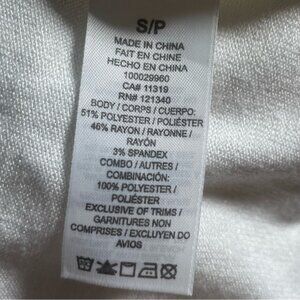 S/P
MADE IN CHINA
FAIT EN CHINE
HECHO EN CHINA
100029960
CA# 11319
RN# 121340
BODY / CORPS / CUERPO:
51% POLYESTER / POLIÉSTER
46% RAYON / RAYONNE /
RAYÓN
3% SPANDEX
COMBO / AUTRES /
COMBINACIÓN:
100% POLYESTER /
POLIÉSTER
EXCLUSIVE OF TRIMS /
GARNITURES NON
COMPRISES / EXCLUYEN DO
AVIOS